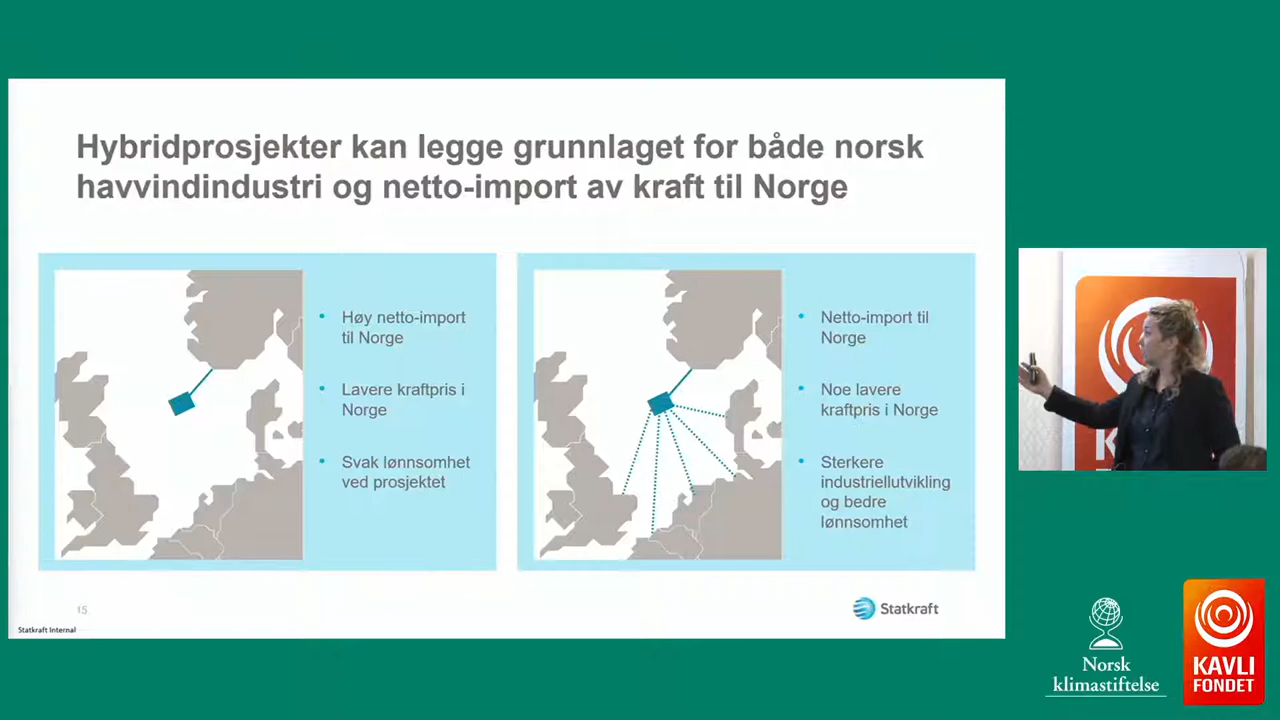 Hybridprosjekter kan legge grunnlaget for både norsk
havvindindustri og netto-import av kraft til Norge
• Høy netto-import
til Norge
• Lavere kraftpris i
Norge
• Svak lønnsomhet
ved prosjektet
• Netto-import til
Norge
• Noe lavere
kraftpris i Norge
• Sterkere
industriellutvikling
og bedre
lønnsomhet
15
Statkraft
Statkraft Internal
K
Norsk
klimastiftelse
KAVLI
FONDET